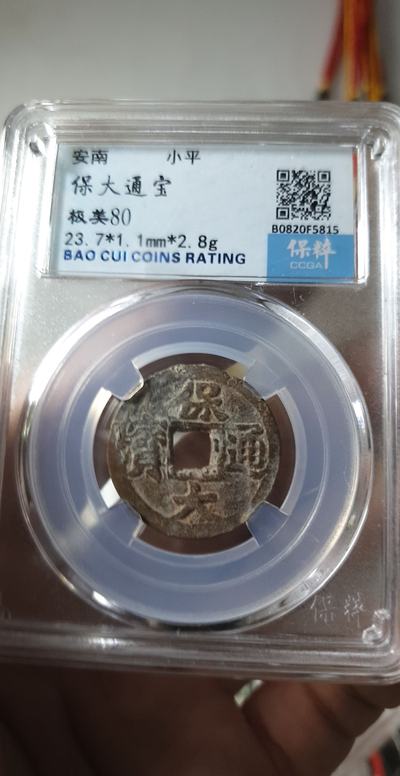 安南 小平
保大通宝
极美80
23.7*1.1mm*2.8g
BAO CUI COINS RATING
B0820F5815
保粹
CCGA
保
大
通
寳
保粹